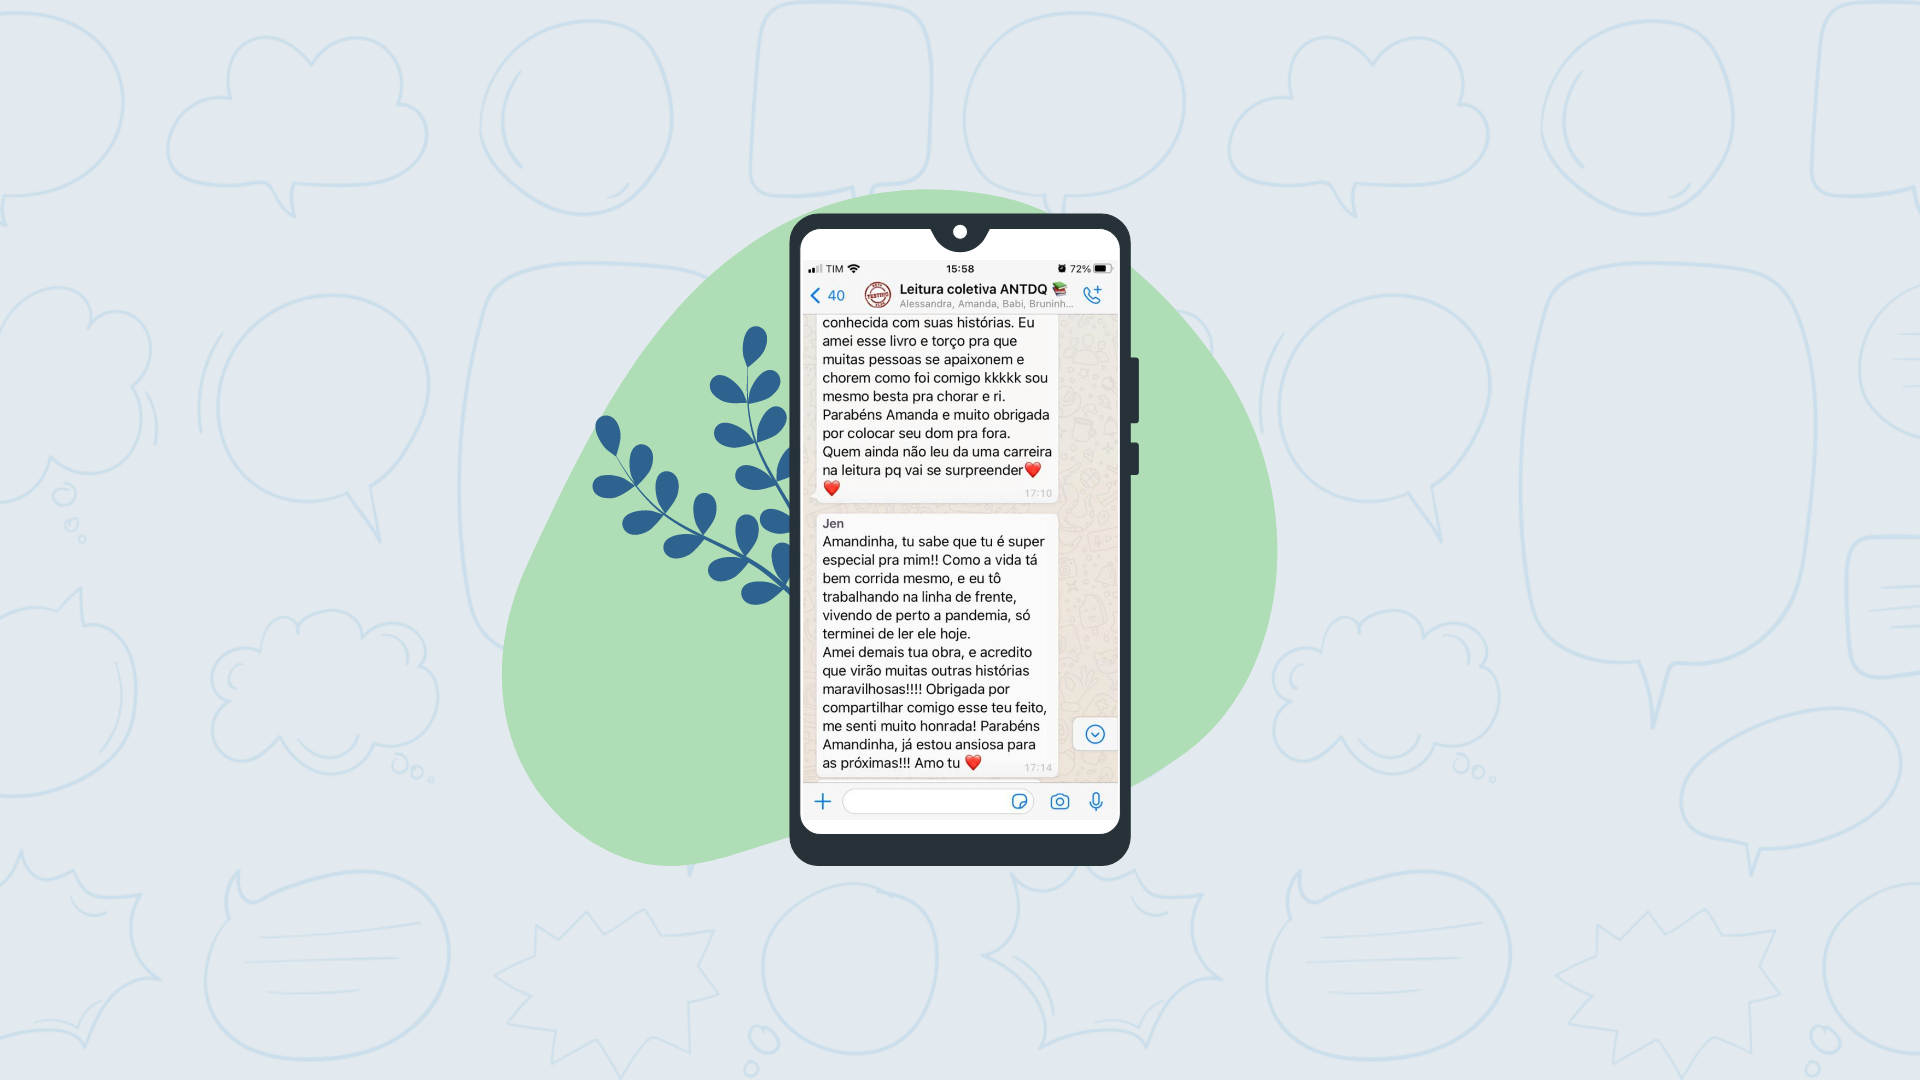 TIM
15:58
72%
40
TESTING
Leitura coletiva ANTDQ
Alessandra, Amanda, Babi, Bruninh...
conhecida com suas histórias. Eu
amei esse livro e torço pra que
muitas pessoas se apaixonem e
chorem como foi comigo kkkkk sou
mesmo besta pra chorar e ri.
Parabéns Amanda e muito obrigada
por colocar seu dom pra fora.
Quem ainda não leu da uma carreira
na leitura pq vai se surpreender❤️
❤️
17:10
Jen
Amandinha, tu sabe que tu é super
especial pra mim!! Como a vida tá
bem corrida mesmo, e eu tô
trabalhando na linha de frente,
vivendo de perto a pandemia, só
terminei de ler ele hoje.
Amei demais tua obra, e acredito
que virão muitas outras histórias
maravilhosas!!!! Obrigada por
compartilhar comigo esse teu feito,
me senti muito honrada! Parabéns
Amandinha, já estou ansiosa para
as próximas!!! Amo tu ❤️
17:14